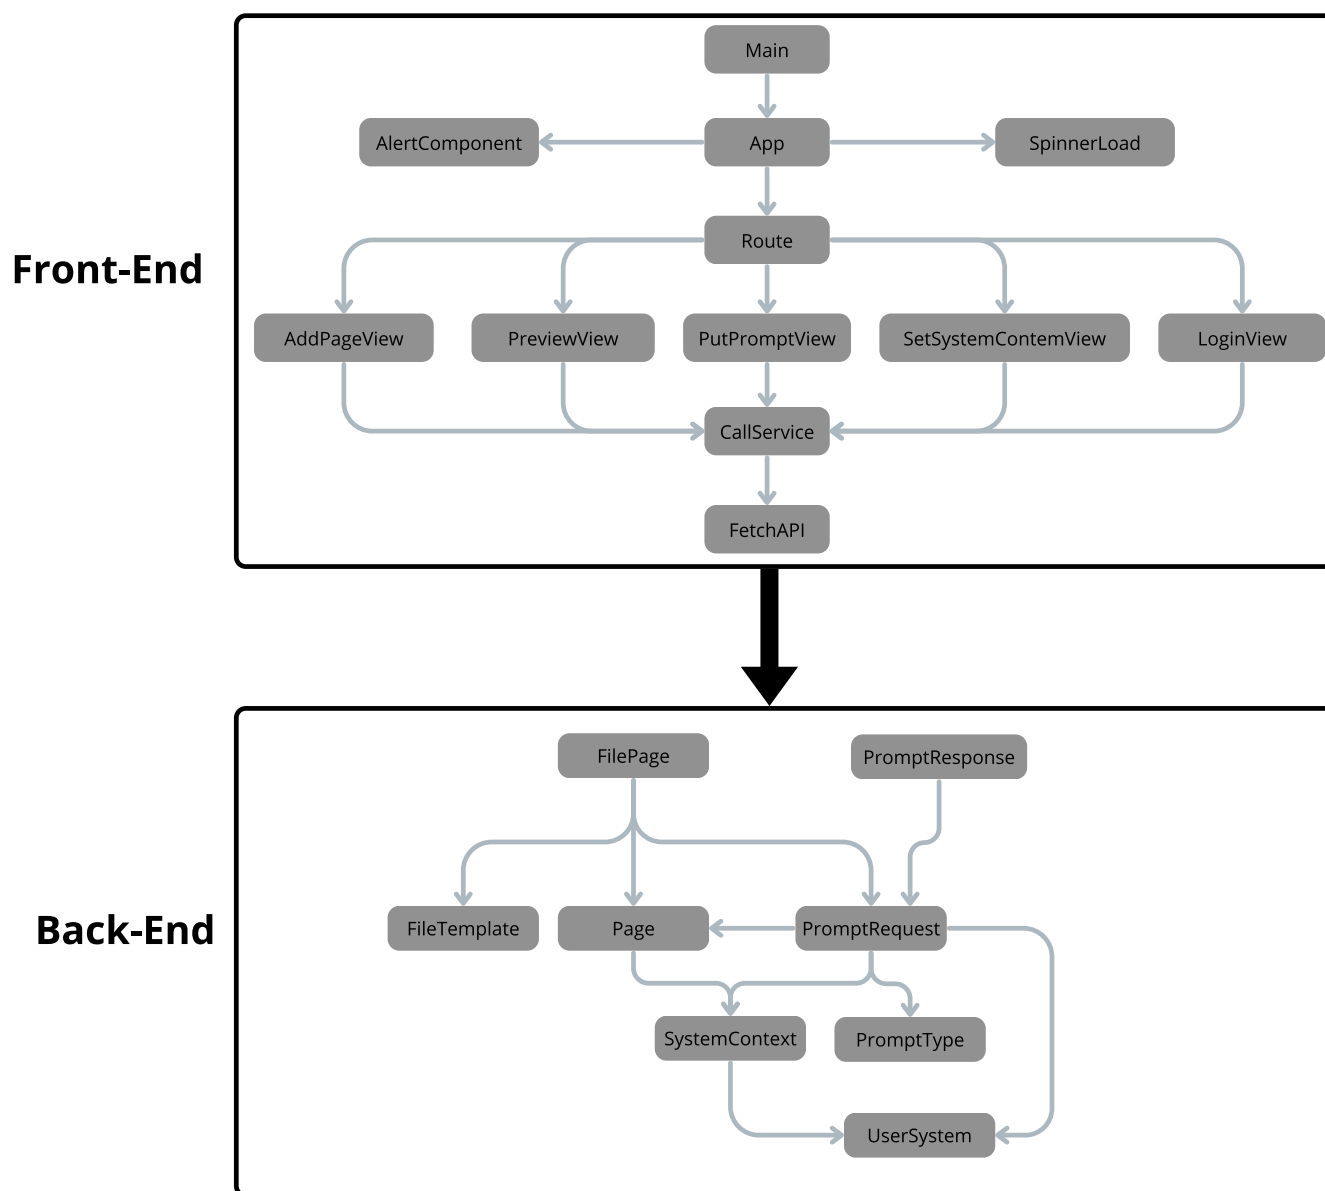 Main
AlertComponent
App
SpinnerLoad
Route
Front-End
AddPageView
PreviewView
PutPromptView
SetSystemContemView
LoginView
CallService
FetchAPI
FilePage
PromptResponse
Back-End
FileTemplate
Page
PromptRequest
SystemContext
PromptType
UserSystem